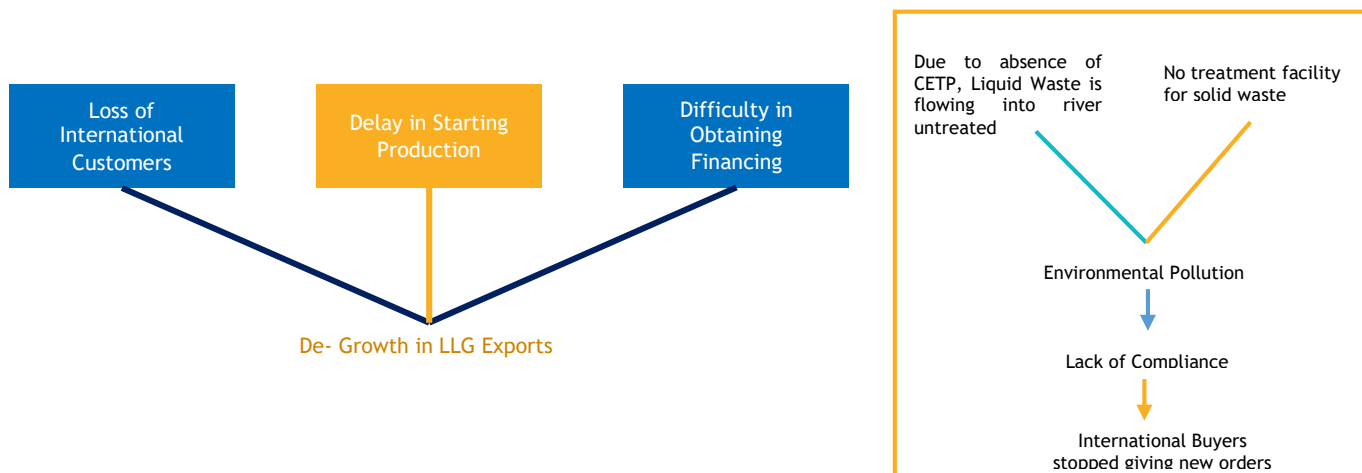 Loss of
International
Customers
Delay in Starting
Production
Difficulty in
Obtaining
Financing
De- Growth in LLG Exports
Due to absence of
CETP, Liquid Waste is
flowing into river
untreated
No treatment facility
for solid waste
Environmental Pollution
Lack of Compliance
International Buyers
stopped giving new orders